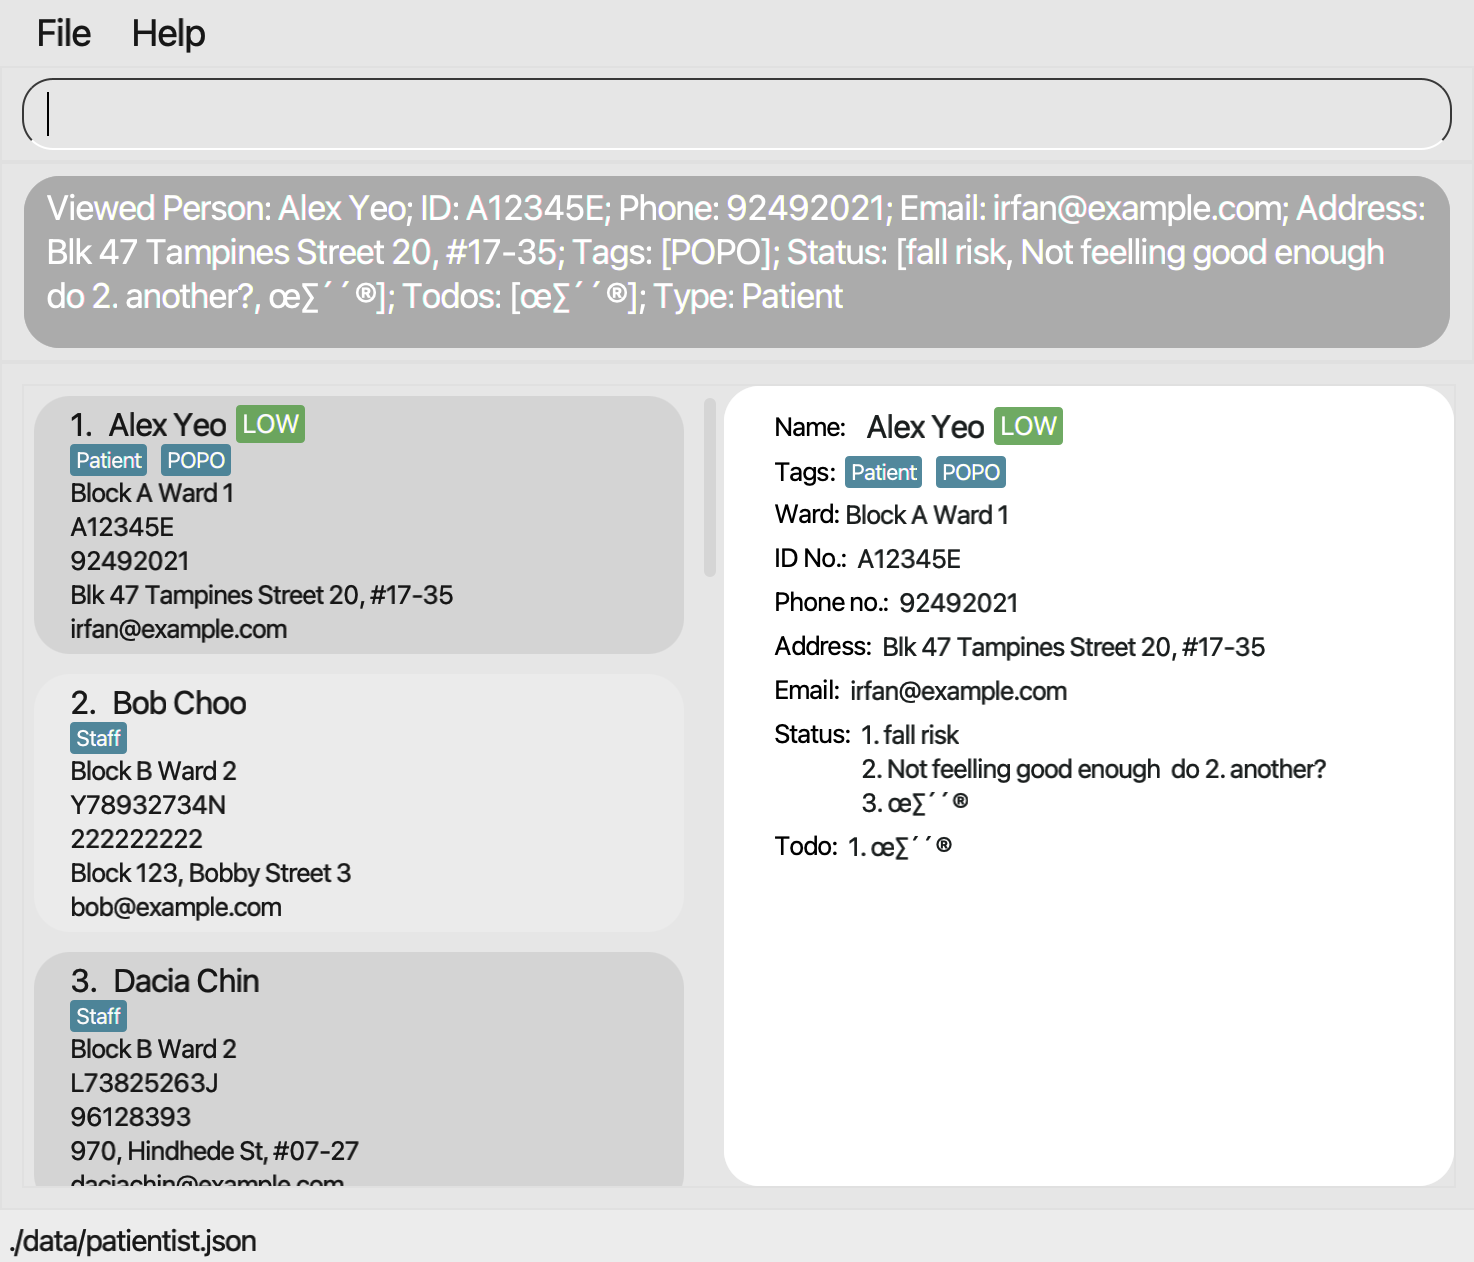 File Help
Viewed Person: Alex Yeo; ID: A12345E; Phone: 92492021; Email: irfan@example.com; Address:
Blk 47 Tampines Street 20, #17-35; Tags: [POPO]; Status: [fall risk, Not feelling good enough
do 2. another?, œ∑´´®]; Todos: [œ∑´´®]; Type: Patient
1. Alex Yeo LOW
Patient POPO
Block A Ward 1
A12345E
92492021
Blk 47 Tampines Street 20, #17-35
irfan@example.com
2. Bob Choo
Staff
Block B Ward 2
Y78932734N
222222222
Block 123, Bobby Street 3
bob@example.com
3. Dacia Chin
Staff
Block B Ward 2
L73825263J
96128393
970, Hindhede St, #07-27
daciachin@example.com
Name: Alex Yeo LOW
Tags: Patient POPO
Ward: Block A Ward 1
ID No.: A12345E
Phone no.: 92492021
Address: Blk 47 Tampines Street 20, #17-35
Email: irfan@example.com
Status: 1. fall risk
2. Not feelling good enough do 2. another?
3. œ∑´´®
Todo: 1. œ∑´´®
./data/patientist.json